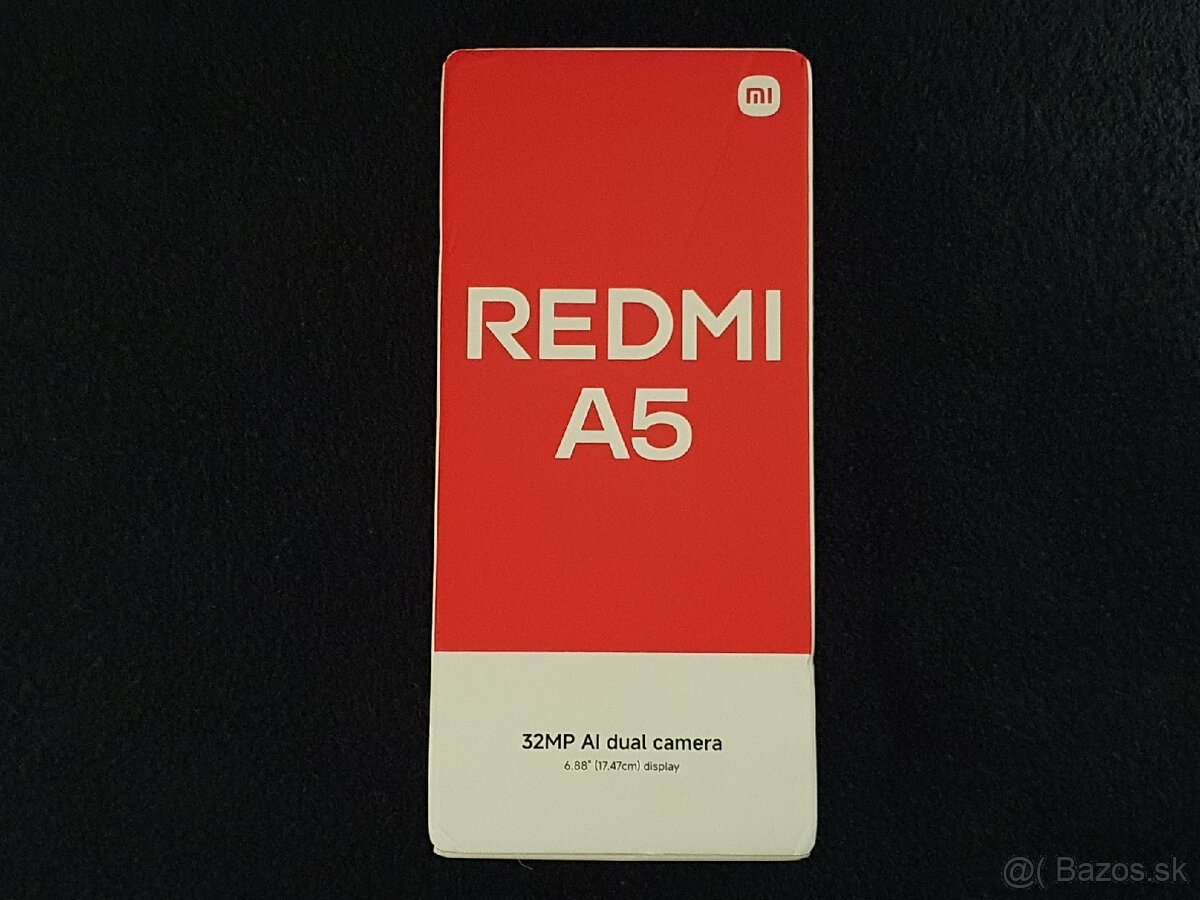 mi
REDMI
A5
32MP AI dual camera
6.88" (17.47cm) display
@( Bazos.sk